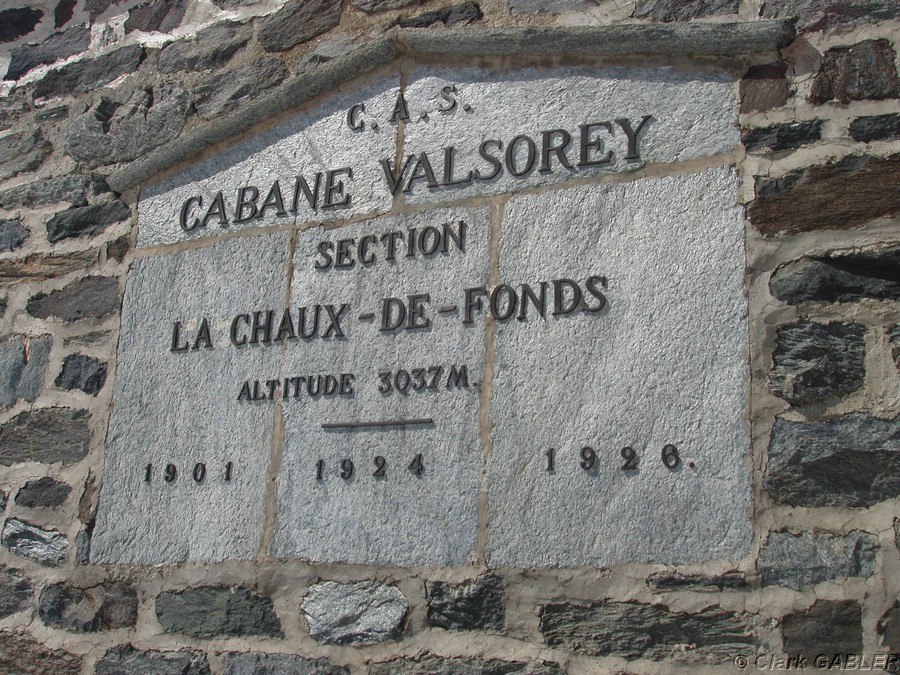 C.A.S.
CABANE VALSOREY
SECTION
LA CHAUX-DE-FONDS
ALTITUDE 3037M.
1901 1924 1926.
© Clark GABLER